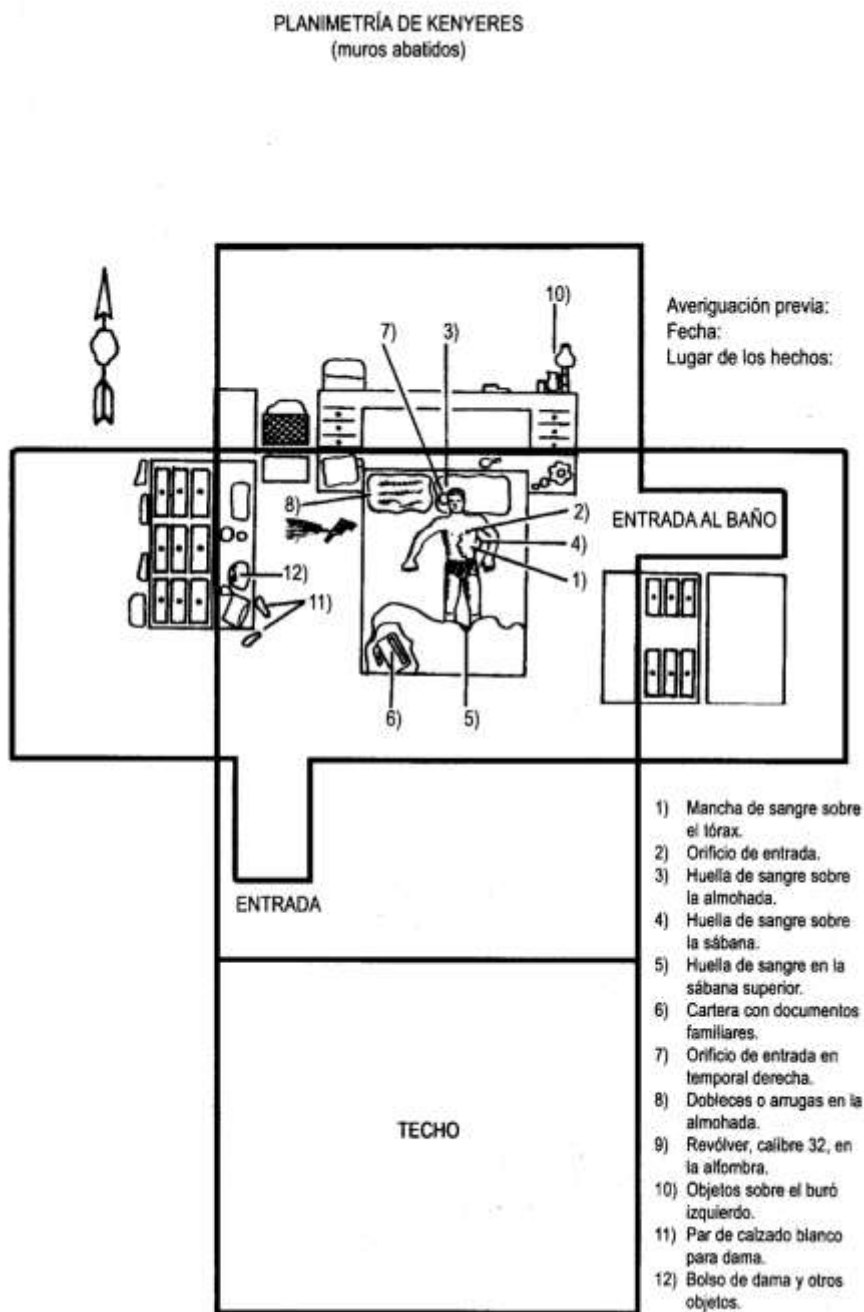 PLANIMETRÍA DE KENYERES
(muros abatidos)
10)
7)
3)
Averiguación previa:
Fecha:
Lugar de los hechos:
8)
2)
ENTRADA AL BAÑO
4)
12)
1)
11)
6)
5)
ENTRADA
TECHO
1) Mancha de sangre sobre
el tórax.
2) Orificio de entrada.
3) Huella de sangre sobre
la almohada.
4) Huella de sangre sobre
la sábana.
5) Huella de sangre en la
sábana superior.
6) Cartera con documentos
familiares.
7) Orificio de entrada en
temporal derecha.
8) Dobleces o arrugas en la
almohada.
9) Revólver, calibre 32, en
la alfombra.
10) Objetos sobre el buró
izquierdo.
11) Par de calzado blanco
para dama.
12) Bolso de dama y otros
objetos.